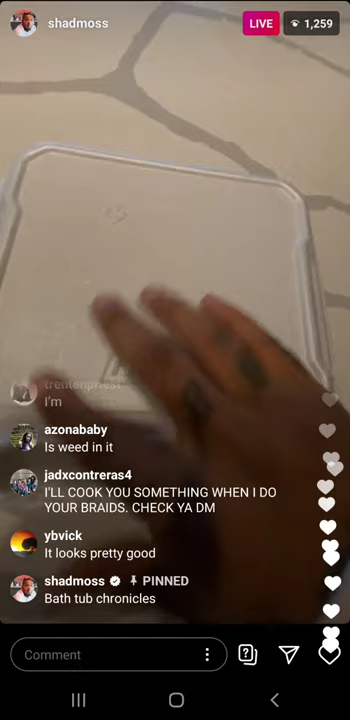 shadmoss
LIVE
1,259
trentenpriest
I'm
azonababy
Is weed in it
jadxcontreras4
I'LL COOK YOU SOMETHING WHEN I DO
YOUR BRAIDS. CHECK YA DM
ybvick
It looks pretty good
shadmoss PINNED
Bath tub chronicles
Comment